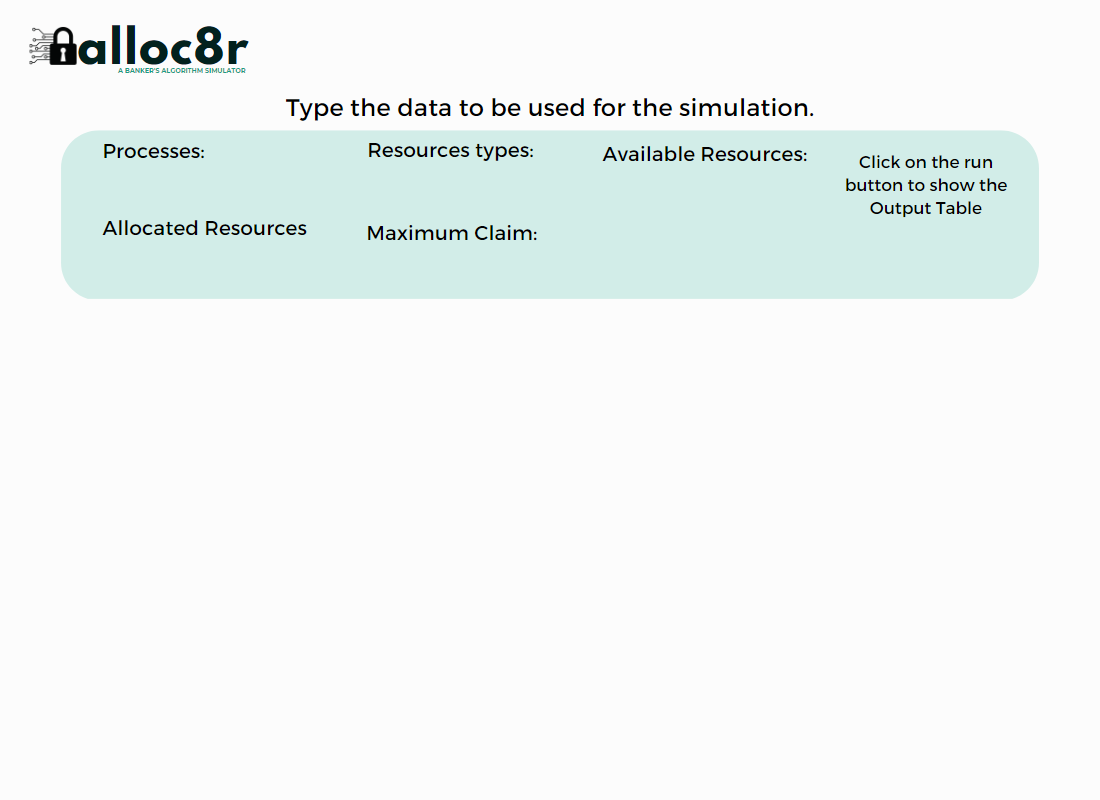 alloc8r
A BANKER'S ALGORITHM SIMULATOR
Type the data to be used for the simulation.
Processes:
Resources types:
Available Resources:
Click on the run
button to show the
Output Table
Allocated Resources
Maximum Claim: